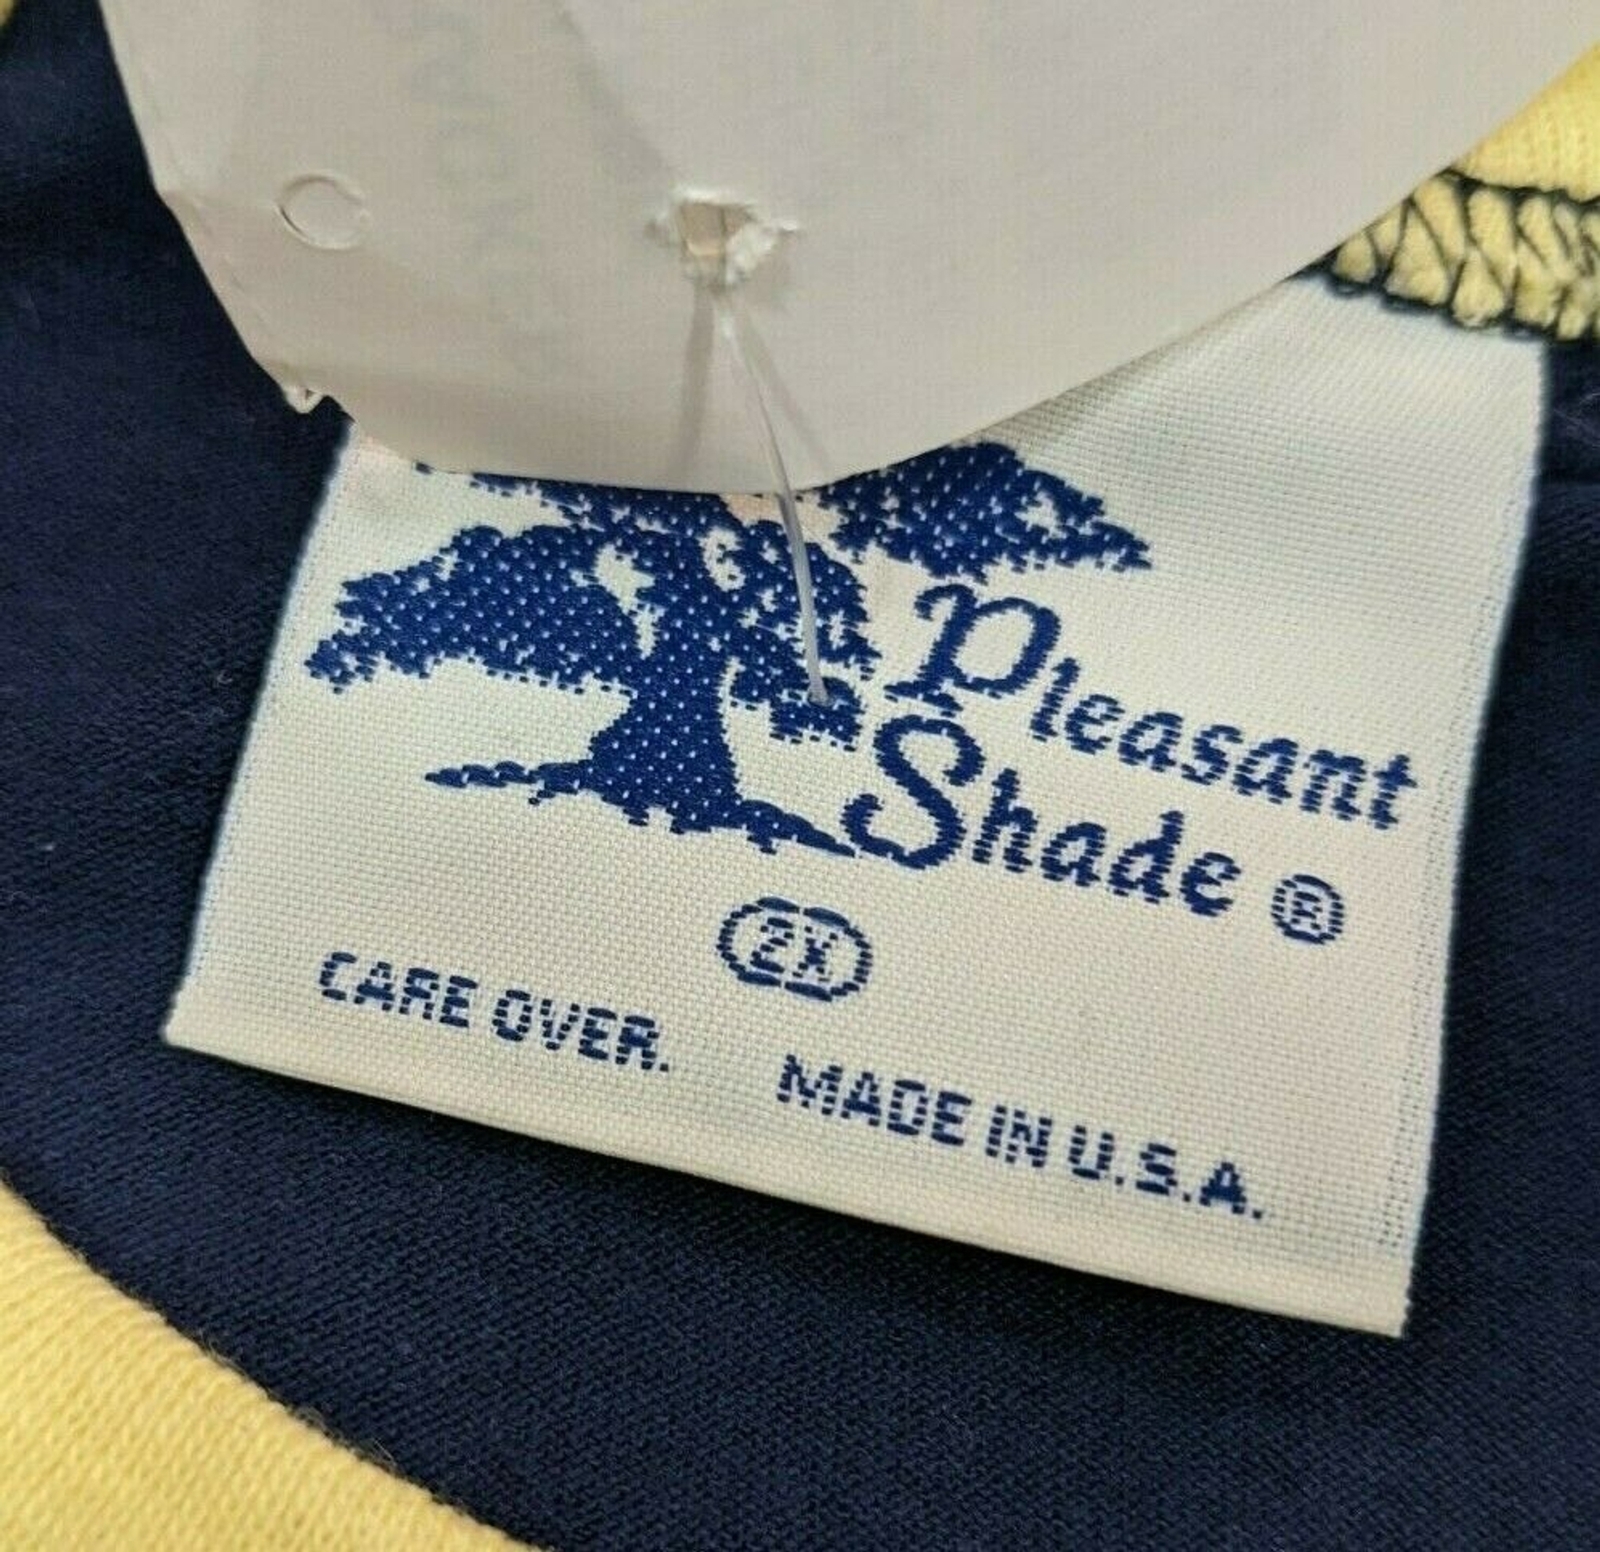 Pleasant
Shade ®
2X
CARE OVER. MADE IN U.S.A.